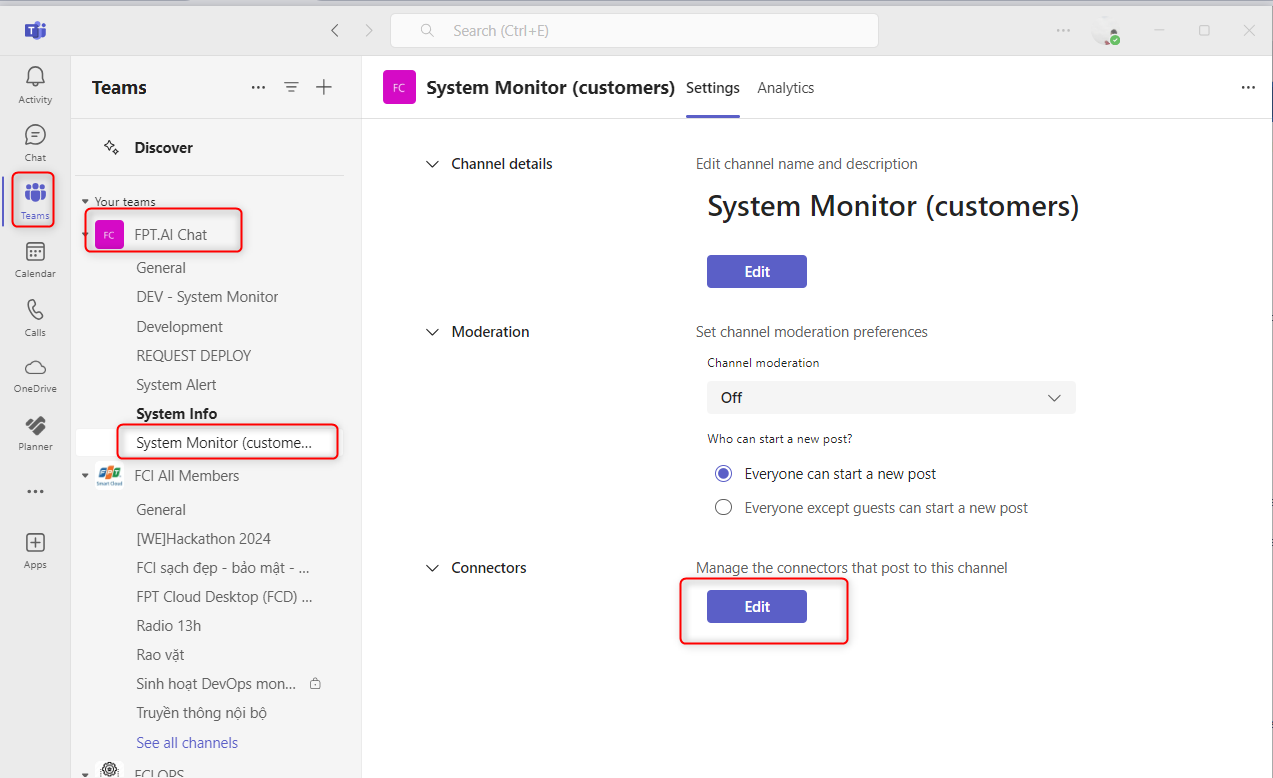 Search (Ctrl+E)
Activity
Chat
Teams
Calendar
Calls
OneDrive
Planner
Apps
Teams
Discover
Your teams
FC
FPT.AI Chat
General
DEV - System Monitor
Development
REQUEST DEPLOY
System Alert
System Info
System Monitor (custome...
FPT
Smart Cloud
FCI All Members
General
[WE]Hackathon 2024
FCI sạch đẹp - bảo mật - ...
FPT Cloud Desktop (FCD) ...
Radio 13h
Rao vặt
Sinh hoạt DevOps mon...
Truyền thông nội bộ
See all channels
FC
System Monitor (customers)
Settings
Analytics
Channel details
Edit channel name and description
System Monitor (customers)
Edit
Moderation
Set channel moderation preferences
Channel moderation
Off
Who can start a new post?
Everyone can start a new post
Everyone except guests can start a new post
Connectors
Manage the connectors that post to this channel
Edit